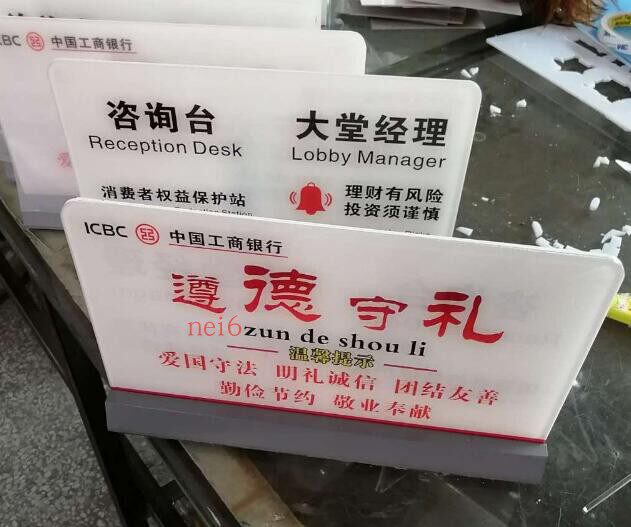 ICBC 中国工商银行
咨询台
Reception Desk
大堂经理
Lobby Manager
消费者权益保护站
Station
理财有风险
投资须谨慎
ICBC 中国工商银行
遵德守礼
nei6zun de shou li
温馨提示
爱国守法 明礼诚信 团结友善
勤俭节约 敬业奉献